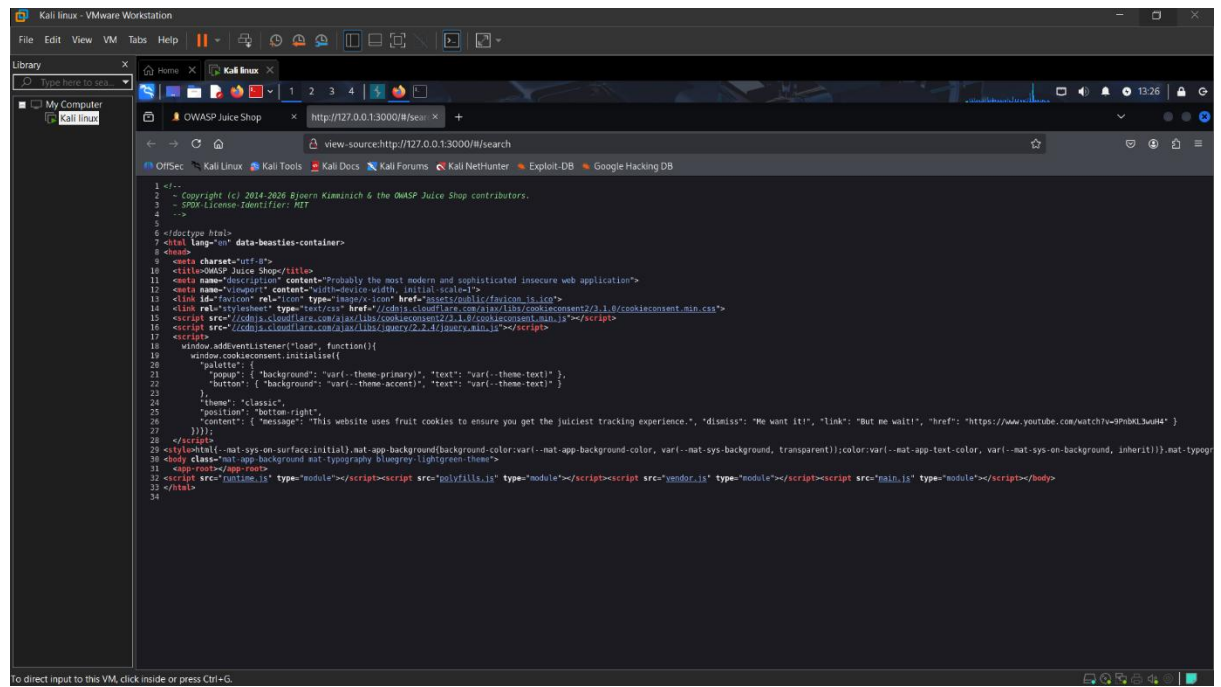 Kali linux - VMware Workstation
File Edit View VM Tabs Help
Library X
Type here to sea...
My Computer
Kali linux
Home X Kali linux X
1 2 3 4
13:26
OWASP Juice Shop × http://127.0.0.1:3000/#/sear × +
view-source:http://127.0.0.1:3000/#/search
OffSec Kali Linux Kali Tools Kali Docs Kali Forums Kali NetHunter Exploit-DB Google Hacking DB
1 <!--
2 ~ Copyright (c) 2014-2026 Bjoern Kimminich & the OWASP Juice Shop contributors.
3 ~ SPDX-License-Identifier: MIT
4 -->
5
6 <!doctype html>
7 <html lang="en" data-beasties-container>
8 <head>
9 <meta charset="utf-8">
10 <title>OWASP Juice Shop</title>
11 <meta name="description" content="Probably the most modern and sophisticated insecure web application">
12 <meta name="viewport" content="width=device-width, initial-scale=1">
13 <link id="favicon" rel="icon" type="image/x-icon" href="assets/public/favicon_js.ico">
14 <link rel="stylesheet" type="text/css" href="//cdnjs.cloudflare.com/ajax/libs/cookieconsent2/3.1.0/cookieconsent.min.css">
15 <script src="//cdnjs.cloudflare.com/ajax/libs/cookieconsent2/3.1.0/cookieconsent.min.js"></script>
16 <script src="//cdnjs.cloudflare.com/ajax/libs/jquery/2.2.4/jquery.min.js"></script>
17 <script>
18 window.addEventListener("load", function(){
19 window.cookieconsent.initialise({
20 "palette": {
21 "popup": { "background": "var(--theme-primary)", "text": "var(--theme-text)" },
22 "button": { "background": "var(--theme-accent)", "text": "var(--theme-text)" }
23 },
24 "theme": "classic",
25 "position": "bottom-right",
26 "content": { "message": "This website uses fruit cookies to ensure you get the juiciest tracking experience.", "dismiss": "Me want it!", "link": "But me wait!", "href": "https://www.youtube.com/watch?v=9PnbKL3wuH4" }
27 })});
28 </script>
29 <style>html{--mat-sys-on-surface:initial}.mat-app-background{background-color:var(--mat-app-background-color, var(--mat-sys-background, transparent));color:var(--mat-app-text-color, var(--mat-sys-on-background, inherit))}.mat-typogr
30 <body class="mat-app-background mat-typography bluegrey-lightgreen-theme">
31 <app-root></app-root>
32 <script src="runtime.js" type="module"></script><script src="polyfills.js" type="module"></script><script src="vendor.js" type="module"></script><script src="main.js" type="module"></script></body>
33 </html>
34
To direct input to this VM, click inside or press Ctrl+G.